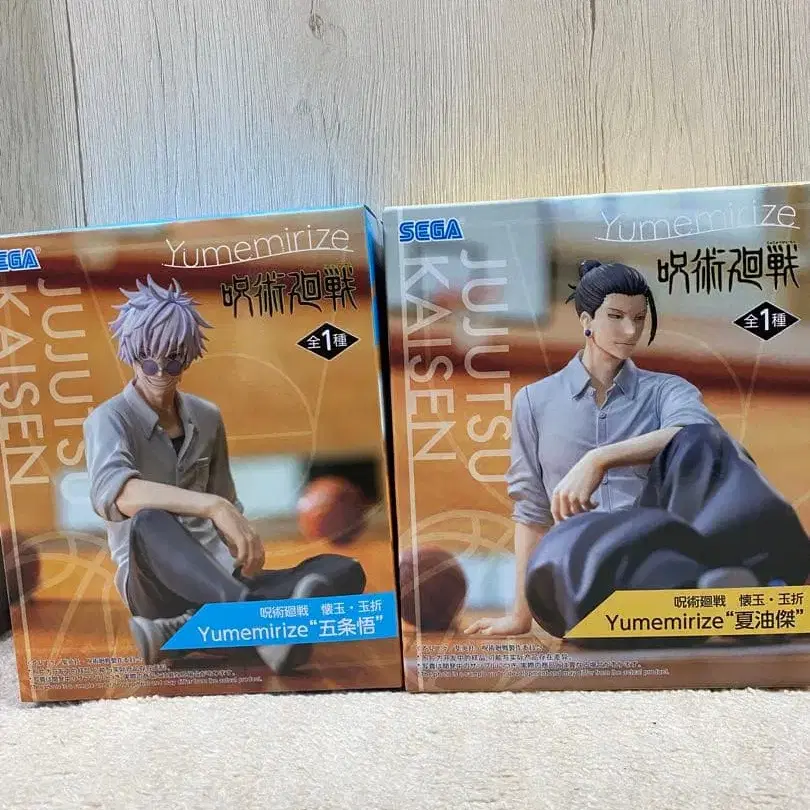 SEGA
Yumemirize
呪術廻戦
全1種
JUJUTSU
KAISEN
呪術廻戦 懐玉・玉折
Yumemirize“五条悟”
SEGA
Yumemirize
呪術廻戦
全1種
JUJUTSU
KAISEN
呪術廻戦 懐玉・玉折
Yumemirize“夏油傑”